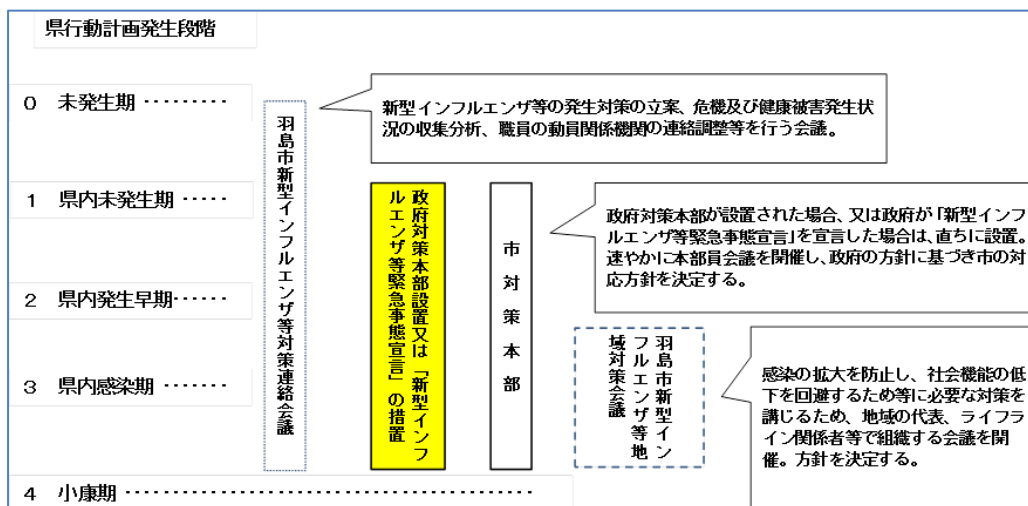 県行動計画発生段階
0 未発生期 ‥‥‥‥‥
新型インフルエンザ等の発生対策の立案、危機及び健康被害発生状
況の収集分析、職員の動員関係機関の連絡調整等を行う会議。
羽島市新型インフルエンザ等対策連絡会議
1 県内未発生期 ‥‥‥
政府対策本部設置又は「新型インフ
ルエンザ等緊急事態宣言」の措置
市対策本部
政府対策本部が設置された場合、又は政府が「新型インフ
ルエンザ等緊急事態宣言」を宣言した場合は、直ちに設置。
速やかに本部員会議を開催し、政府の方針に基づき市の対
応方針を決定する。
2 県内発生早期‥‥‥
羽島市新型イン
フルエンザ等地
域対策会議
3 県内感染期 ‥‥‥‥
感染の拡大を防止し、社会機能の低
下を回避するため等に必要な対策を
講じるため、地域の代表、ライフラ
イン関係者等で組織する会議を開
催。方針を決定する。
4 小康期 ‥‥‥‥‥‥‥‥‥‥‥‥‥‥‥‥‥‥‥‥‥